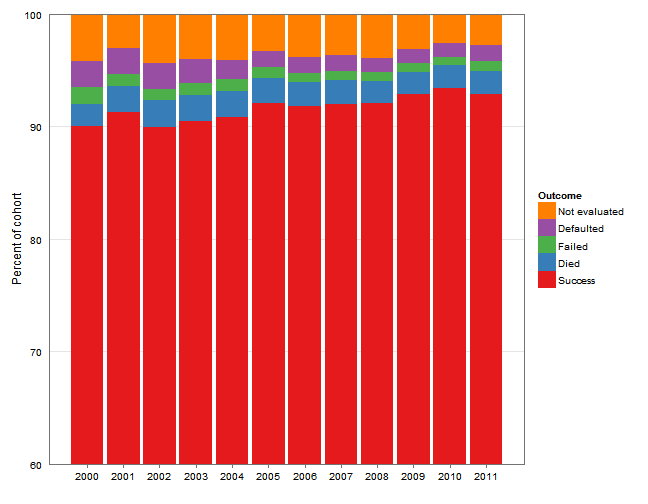 100
90
80
70
60
Percent of cohort
2000 2001 2002 2003 2004 2005 2006 2007 2008 2009 2010 2011
Outcome
Not evaluated
Defaulted
Failed
Died
Success